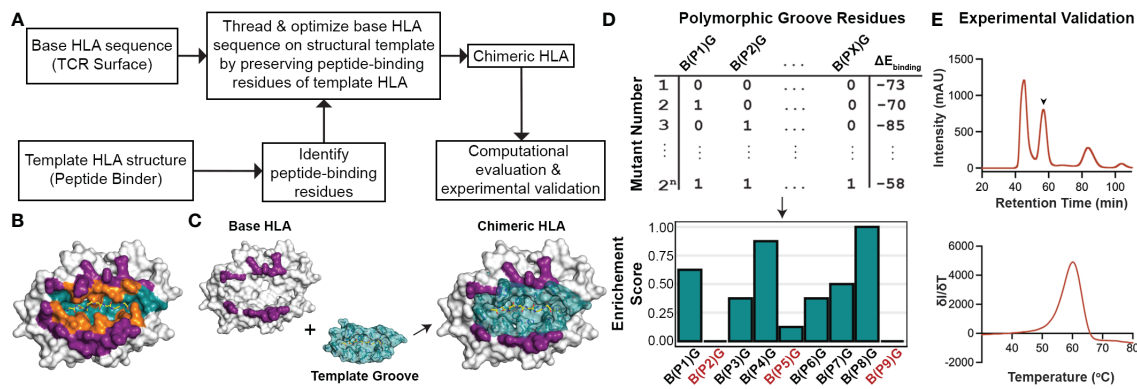 A
Base HLA sequence
(TCR Surface)
Thread & optimize base HLA
sequence on structural template
by preserving peptide-binding
residues of template HLA
Chimeric HLA
Template HLA structure
(Peptide Binder)
Identify
peptide-binding
residues
Computational
evaluation &
experimental validation
B
C
Base HLA
+
Template Groove
Chimeric HLA
D
Polymorphic Groove Residues
B(P1)G B(P2)G ... B(PX)G ΔEbinding
Mutant Number
1 0 0 ... 0 -73
2 1 0 ... 0 -70
3 0 1 ... 0 -85
⋮ ⋮ ⋮ ⋮ ⋮ ⋮
2ⁿ 1 1 ... 1 -58
Enrichement
Score
1.00
0.75
0.50
0.25
0.00
B(P1)G B(P2)G B(P3)G B(P4)G B(P5)G B(P6)G B(P7)G B(P8)G B(P9)G
E
Experimental Validation
Intensity (mAU)
1500
1000
500
0
20 40 60 80 100
Retention Time (min)
δI/δT
6000
4000
2000
0
-2000
40 60 70 80
Temperature (°C)